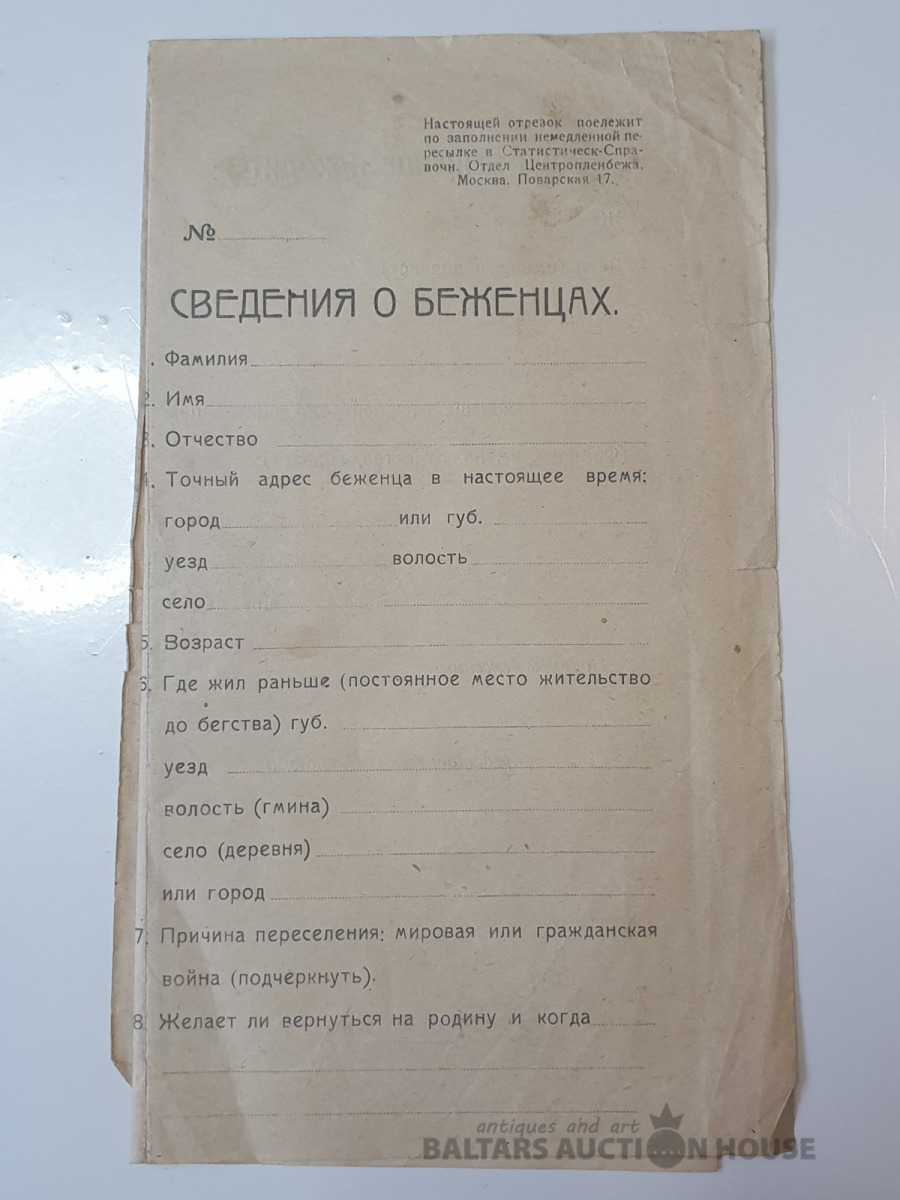 Настоящей отрезок поележит
по заполнении немедленной пе-
ресылке в Статистическ-Спра-
вочн. Отдел Центропленбежа,
Москва. Поварская 17.
№
СВЕДЕНИЯ О БЕЖЕНЦАХ.
. Фамилия
2. Имя
3. Отчество
4. Точный адрес беженца в настоящее время:
город или губ.
уезд волость
село
5. Возраст
6. Где жил раньше (постоянное место жительство
до бегства) губ.
уезд
волость (гмина)
село (деревня)
или город
7. Причина переселения: мировая или гражданская
война (подчеркнуть).
8. Желает ли вернуться на родину и когда
antiques and art
BALTARS AUCTION HOUSE